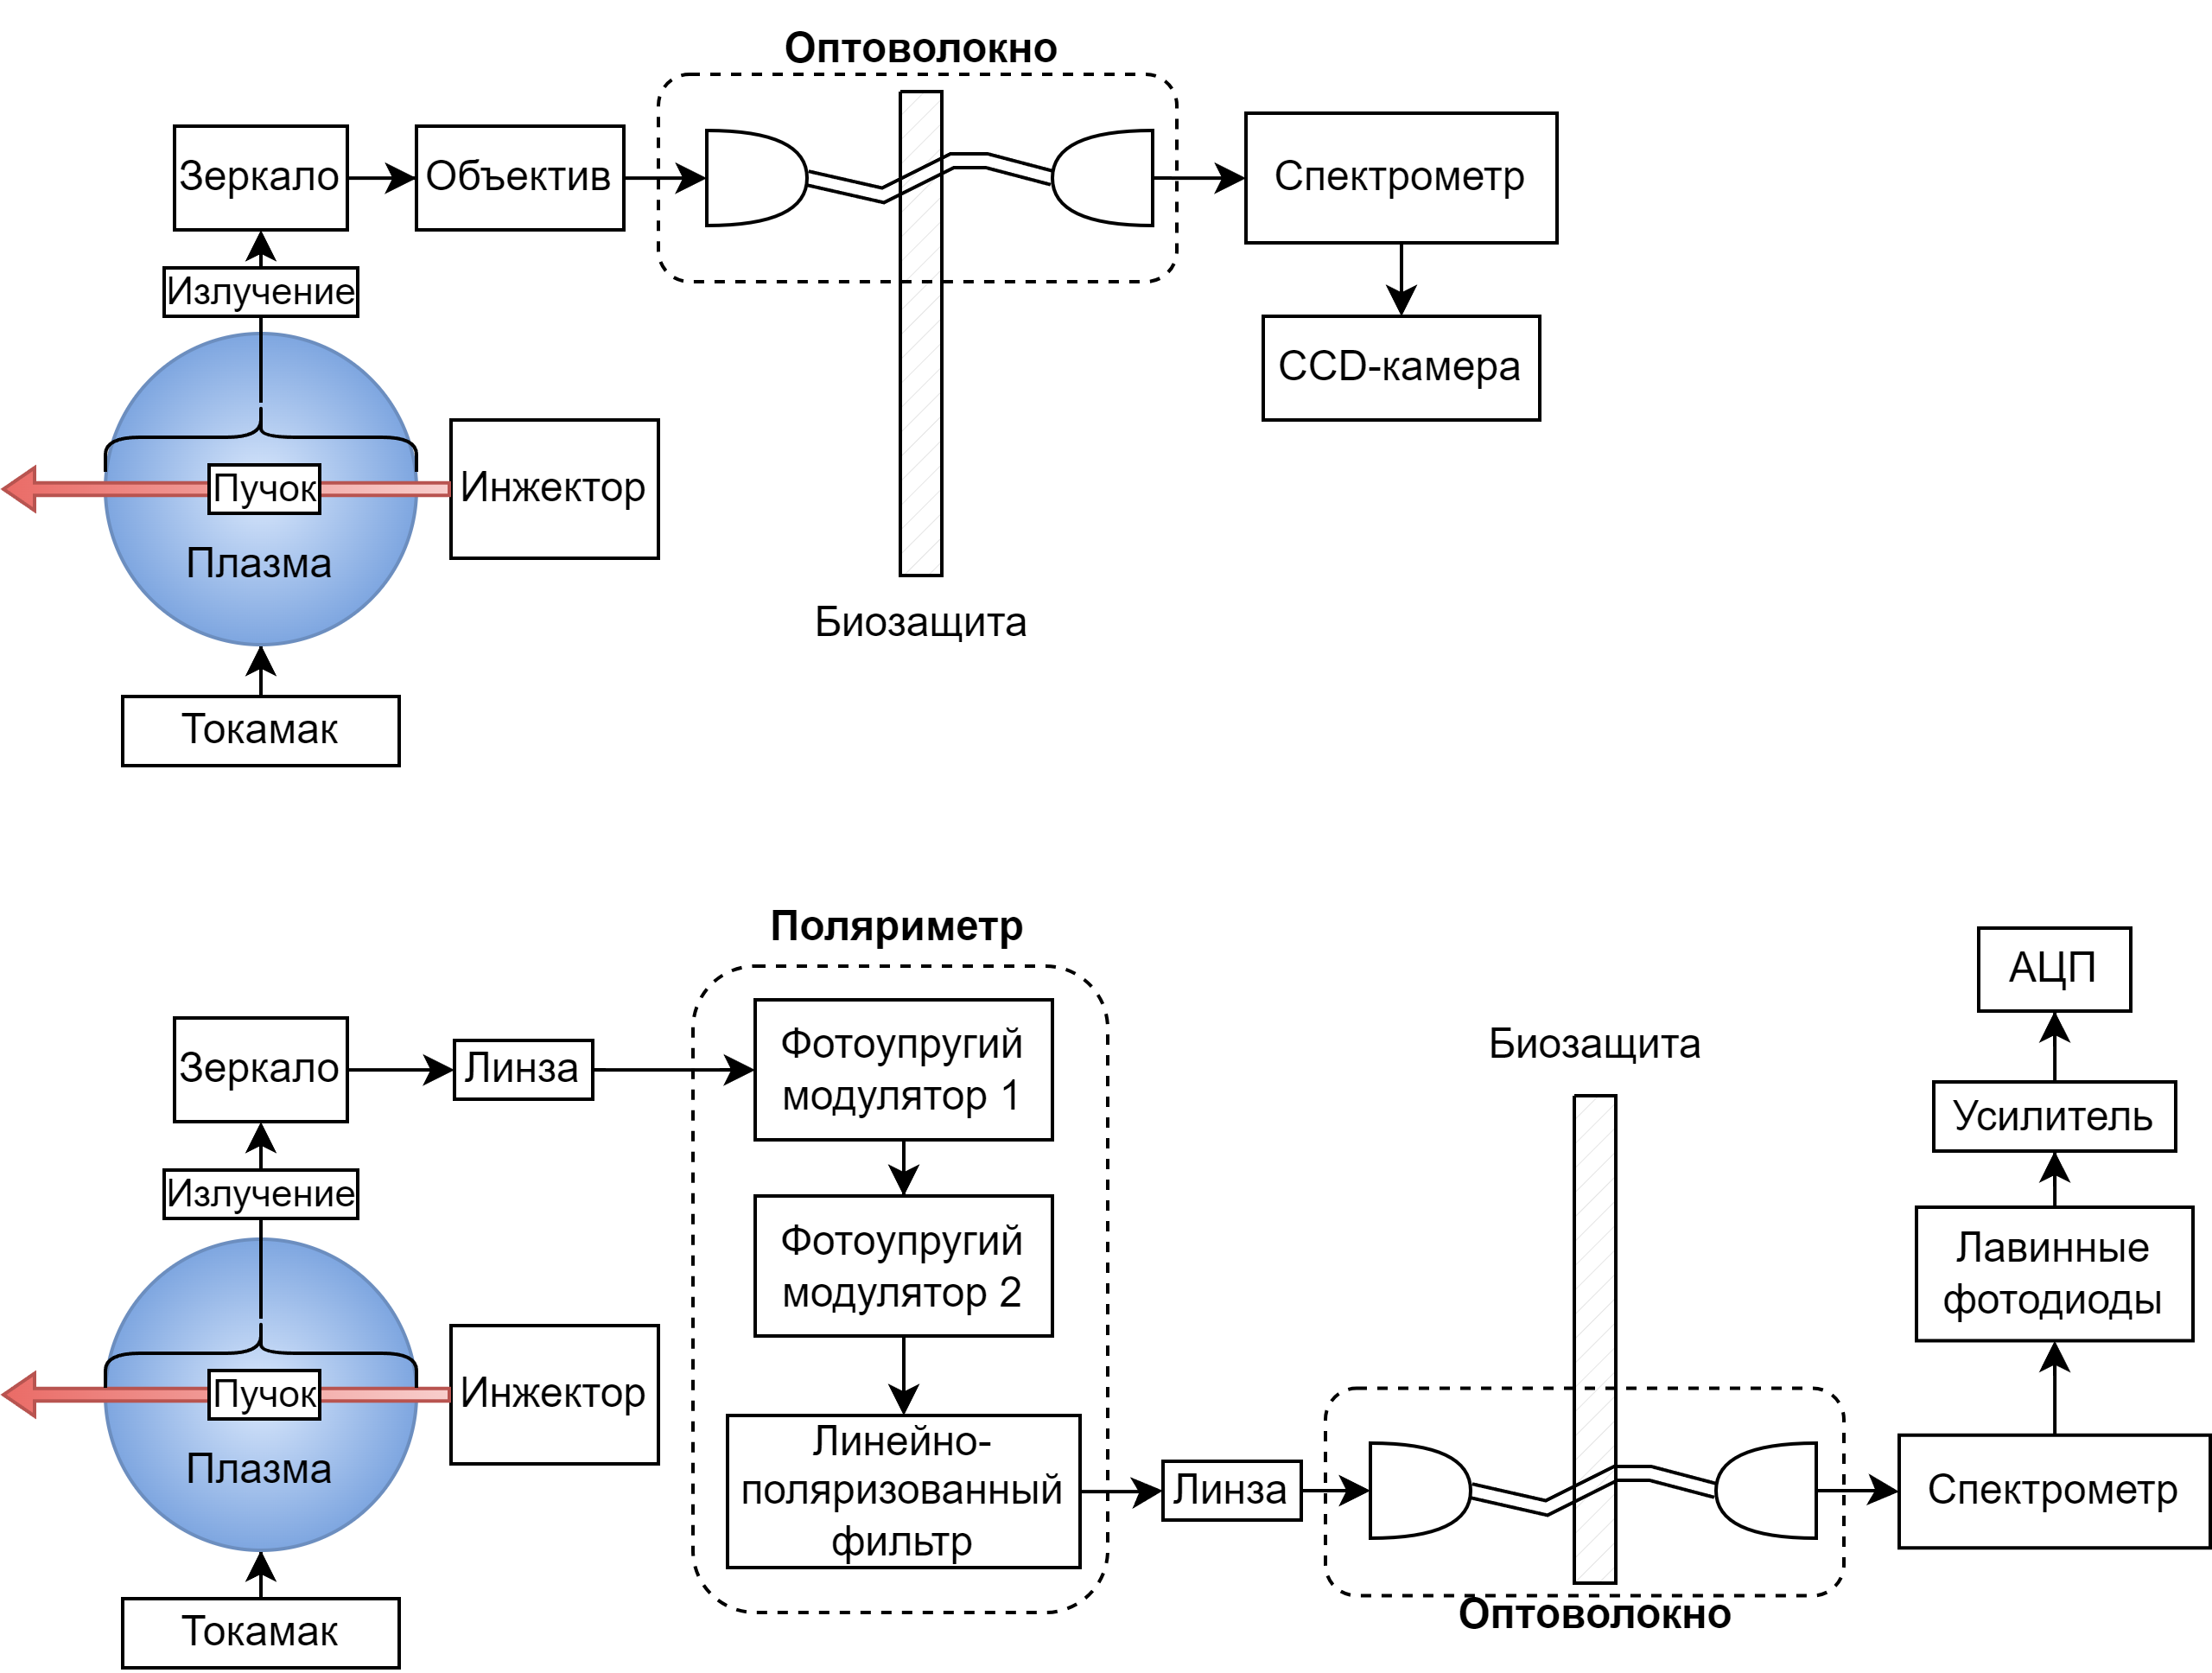 Оптоволокно
Зеркало
Объектив
Спектрометр
Излучение
CCD-камера
Пучок
Инжектор
Плазма
Биозащита
Токамак
Поляриметр
АЦП
Зеркало
Линза
Фотоупругий
модулятор 1
Биозащита
Усилитель
Излучение
Фотоупругий
модулятор 2
Лавинные
фотодиоды
Пучок
Инжектор
Плазма
Линейно-
поляризованный
фильтр
Линза
Спектрометр
Оптоволокно
Токамак